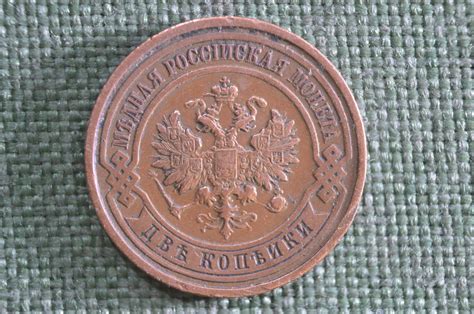 МѢДНАЯ РОССІЙСКАЯ МОНЕТА
ДВѢ КОПѢЙКИ